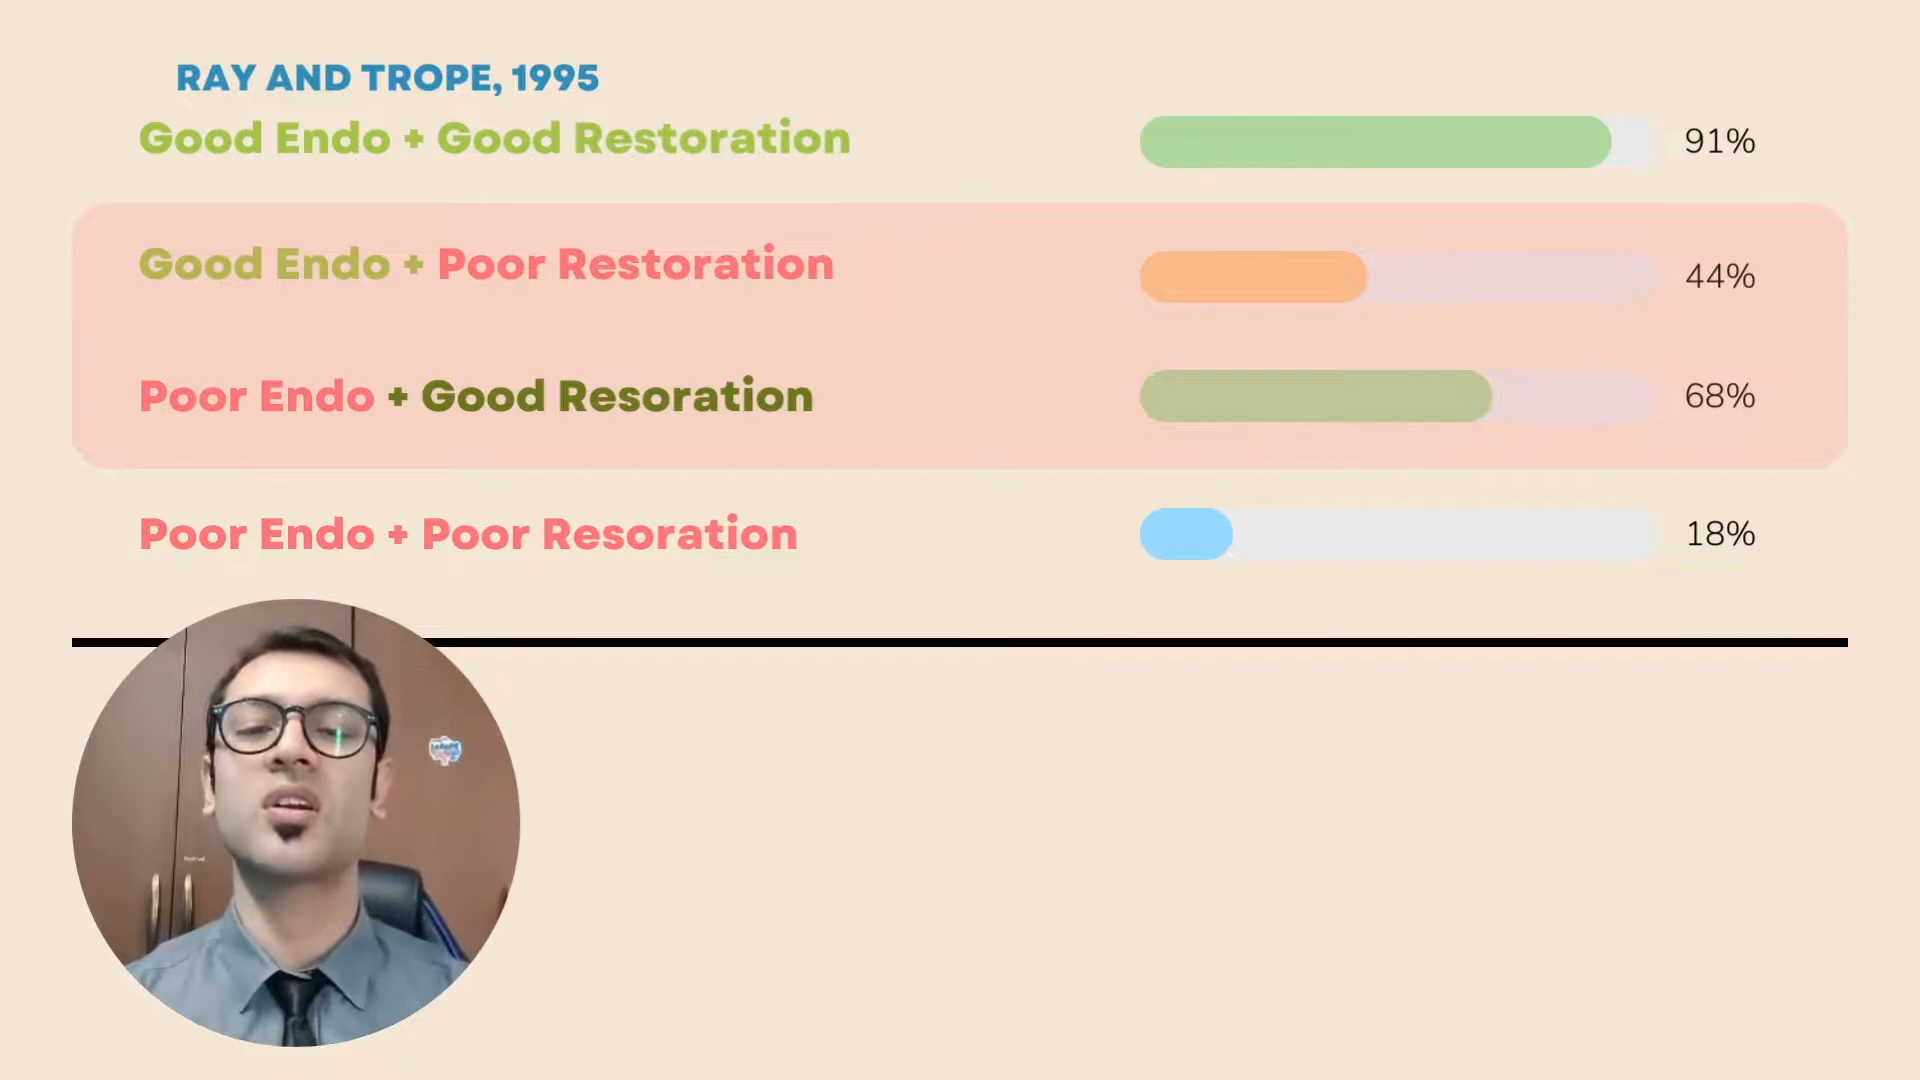 RAY AND TROPE, 1995
Good Endo + Good Restoration 91%
Good Endo + Poor Restoration 44%
Poor Endo + Good Resoration 68%
Poor Endo + Poor Resoration 18%